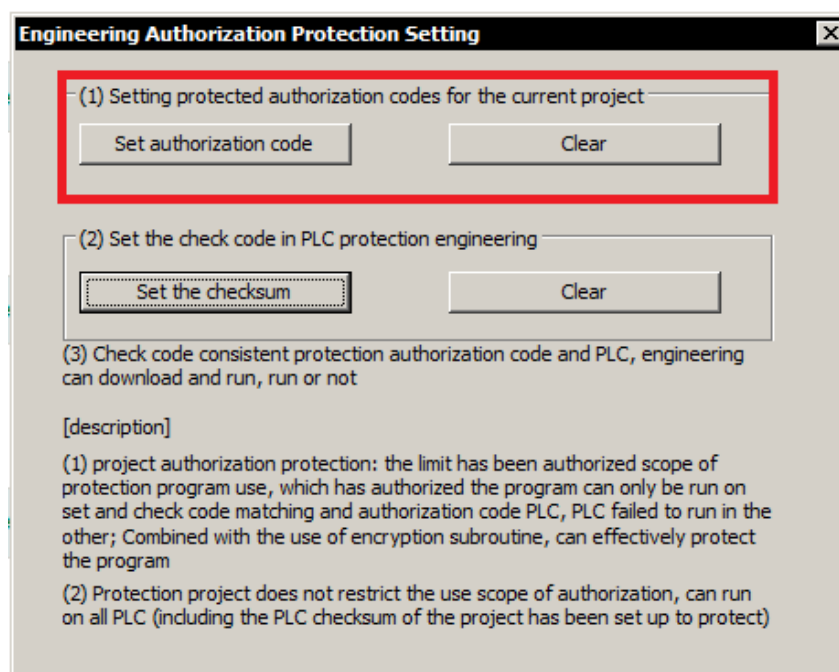 Engineering Authorization Protection Setting
(1) Setting protected authorization codes for the current project
Set authorization code
Clear
(2) Set the check code in PLC protection engineering
Set the checksum
Clear
(3) Check code consistent protection authorization code and PLC, engineering
can download and run, run or not
[description]
(1) project authorization protection: the limit has been authorized scope of
protection program use, which has authorized the program can only be run on
set and check code matching and authorization code PLC, PLC failed to run in the
other; Combined with the use of encryption subroutine, can effectively protect
the program
(2) Protection project does not restrict the use scope of authorization, can run
on all PLC (including the PLC checksum of the project has been set up to protect)